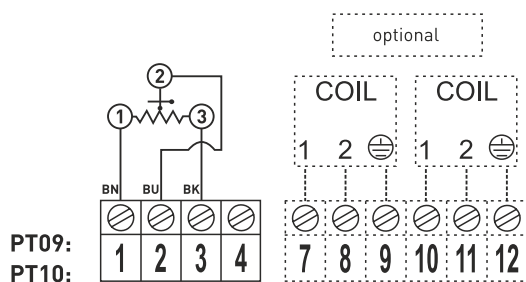 optional
COIL COIL
2
1 3
1 2 1 2
BN BU BK
PT09:
PT10:
1 2 3 4 7 8 9 10 11 12